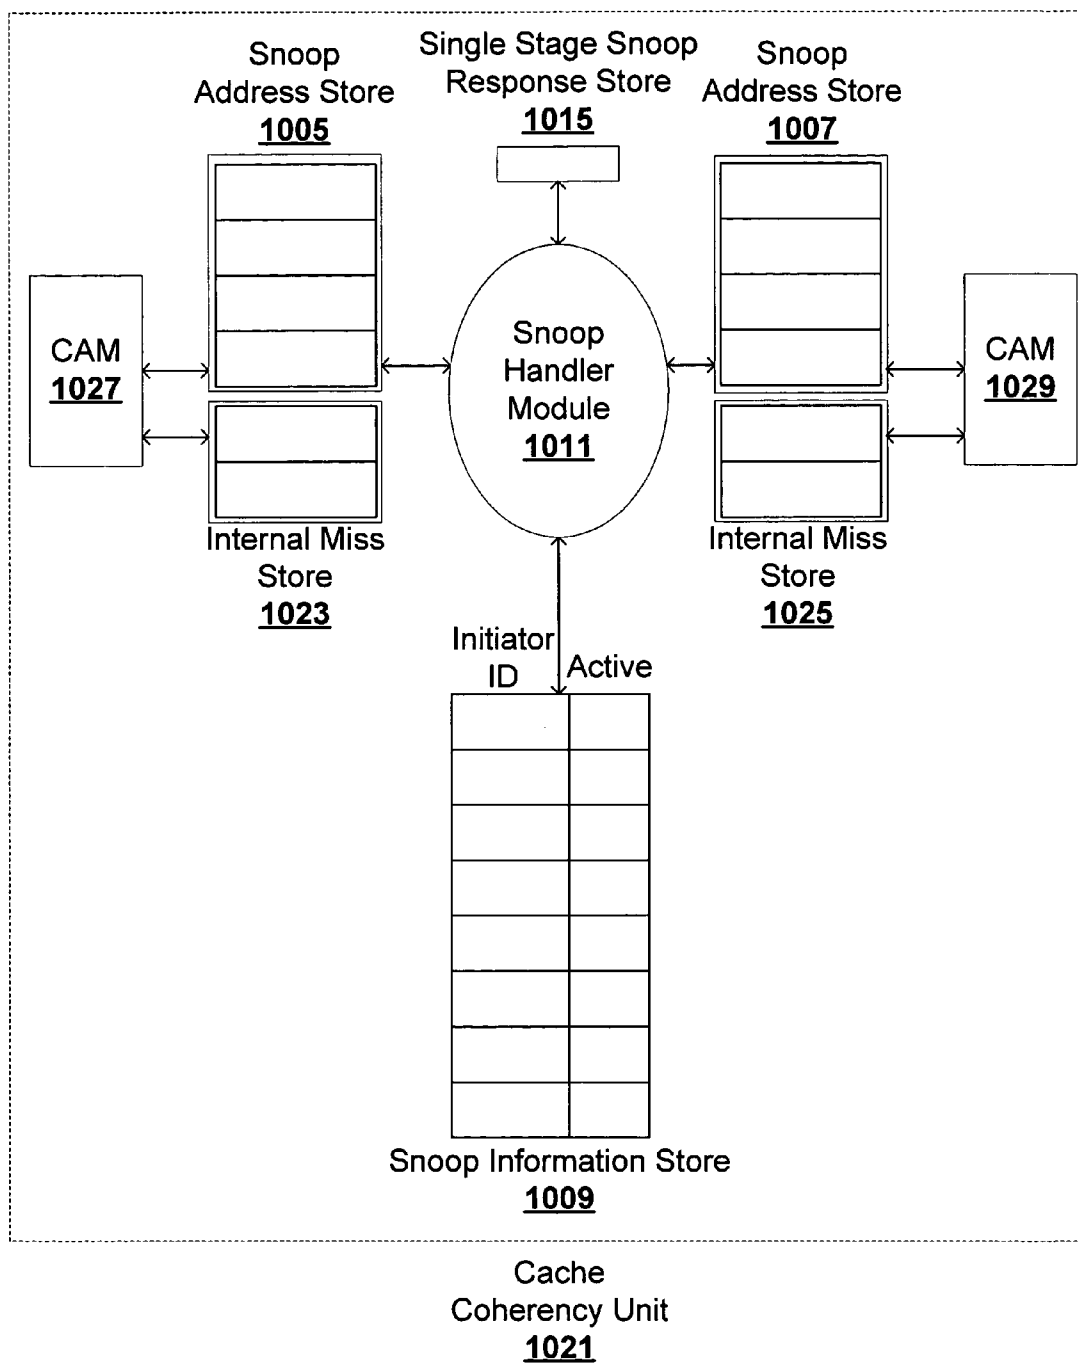 Snoop
Address Store
1005
Single Stage Snoop
Response Store
1015
Snoop
Address Store
1007
CAM
1027
Snoop
Handler
Module
1011
CAM
1029
Internal Miss
Store
1023
Internal Miss
Store
1025
Initiator
ID
Active
Snoop Information Store
1009
Cache
Coherency Unit
1021